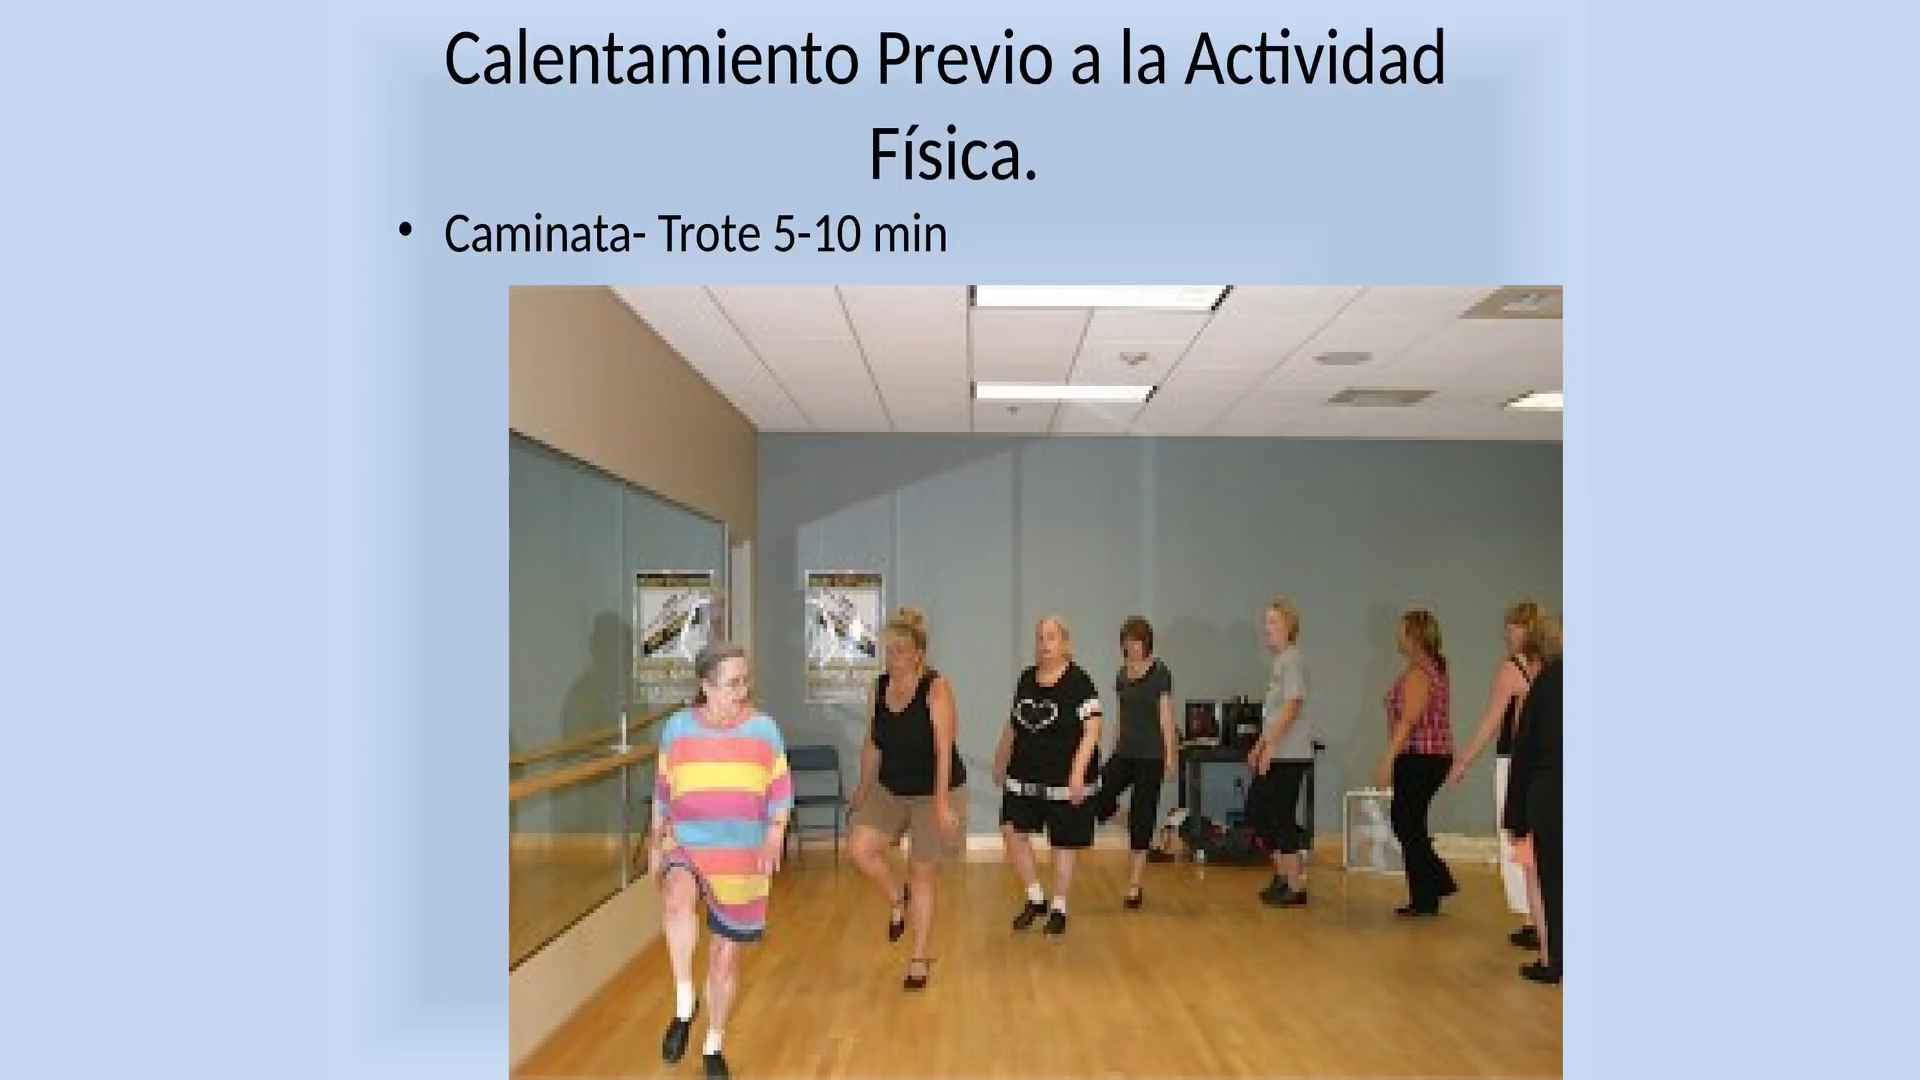 Calentamiento Previo a la Actividad
Física.
• Caminata- Trote 5-10 min